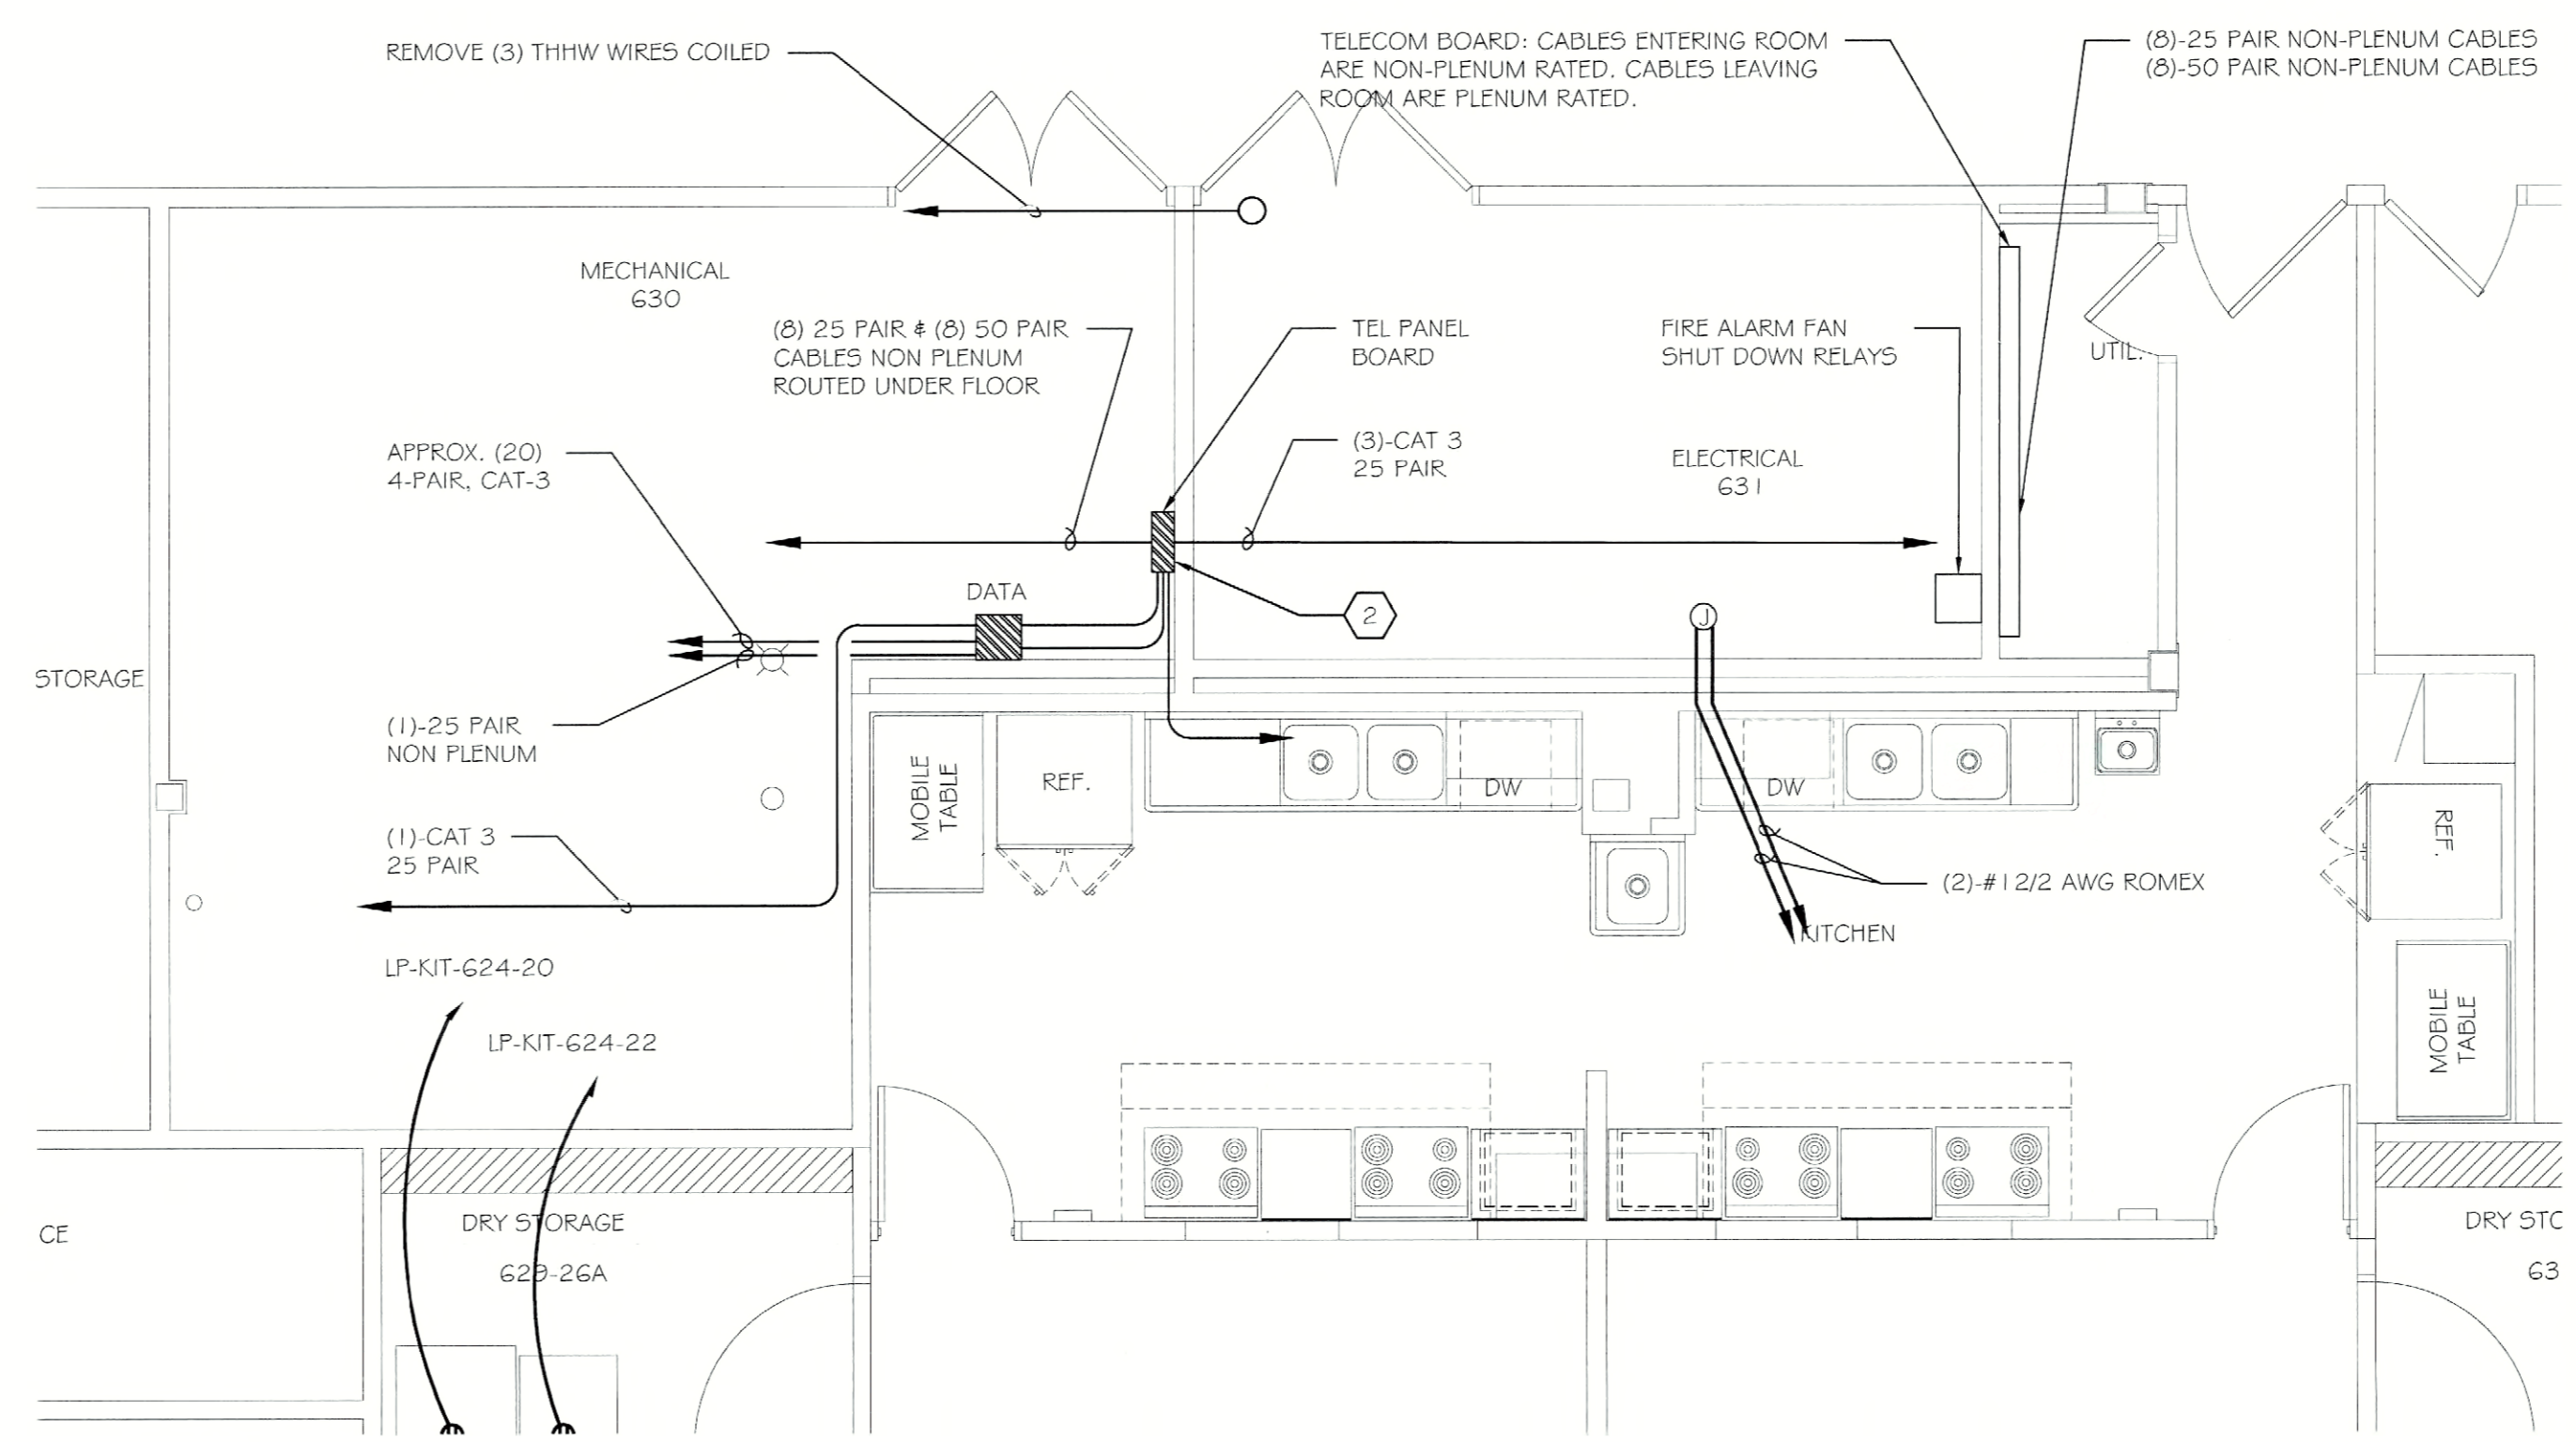 REMOVE (3) THHW WIRES COILED
TELECOM BOARD: CABLES ENTERING ROOM
ARE NON-PLENUM RATED. CABLES LEAVING
ROOM ARE PLENUM RATED.
(8)-25 PAIR NON-PLENUM CABLES
(8)-50 PAIR NON-PLENUM CABLES
MECHANICAL
630
(8) 25 PAIR & (8) 50 PAIR
CABLES NON PLENUM
ROUTED UNDER FLOOR
TEL PANEL
BOARD
FIRE ALARM FAN
SHUT DOWN RELAYS
UTIL.
APPROX. (20)
4-PAIR, CAT-3
(3)-CAT 3
25 PAIR
ELECTRICAL
631
DATA
2
J
STORAGE
(1)-25 PAIR
NON PLENUM
MOBILE
TABLE
REF.
DW
DW
REF.
(1)-CAT 3
25 PAIR
(2)-#12/2 AWG ROMEX
KITCHEN
LP-KIT-624-20
LP-KIT-624-22
MOBILE
TABLE
CE
DRY STORAGE
629-26A
DRY STC
63